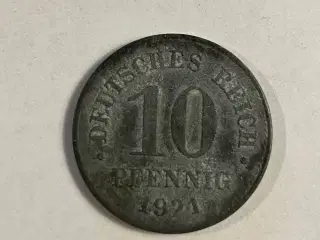 DEUTSCHES REICH
10
PFENNIG
1921